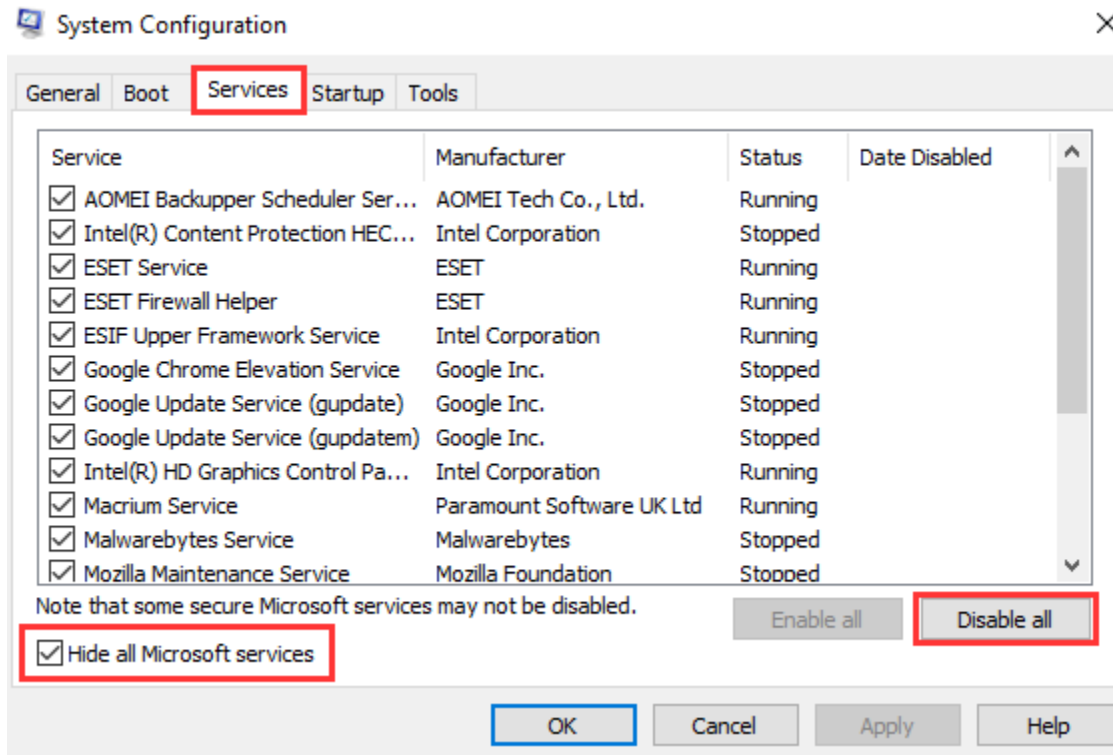 System Configuration
General Boot Services Startup Tools
Service Manufacturer Status Date Disabled
AOMEI Backupper Scheduler Ser... AOMEI Tech Co., Ltd. Running
Intel(R) Content Protection HEC... Intel Corporation Stopped
ESET Service ESET Running
ESET Firewall Helper ESET Running
ESIF Upper Framework Service Intel Corporation Running
Google Chrome Elevation Service Google Inc. Stopped
Google Update Service (gupdate) Google Inc. Stopped
Google Update Service (gupdatem) Google Inc. Stopped
Intel(R) HD Graphics Control Pa... Intel Corporation Running
Macrium Service Paramount Software UK Ltd Running
Malwarebytes Service Malwarebytes Stopped
Mozilla Maintenance Service Mozilla Foundation Stopped
Note that some secure Microsoft services may not be disabled.
Enable all Disable all
Hide all Microsoft services
OK Cancel Apply Help